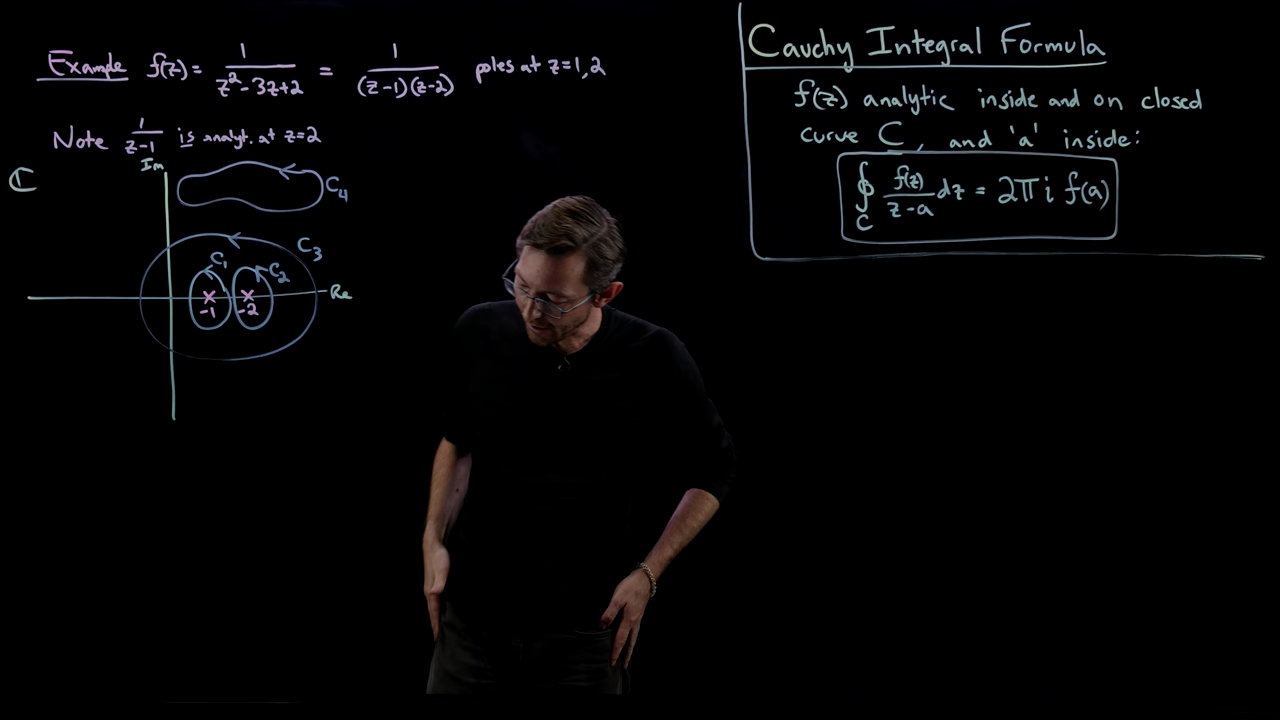 Example f(z) = 1/(z²-3z+2) = 1/((z-1)(z-2)) poles at z=1,2
Note 1/(z-1) is analyt. at z=2
Im
ℂ
C₄
C₃
C₁
C₂
Re
-1
-2
Cauchy Integral Formula
f(z) analytic inside and on closed
curve C, and 'a' inside:
∮_C f(z)/(z-a) dz = 2πi f(a)